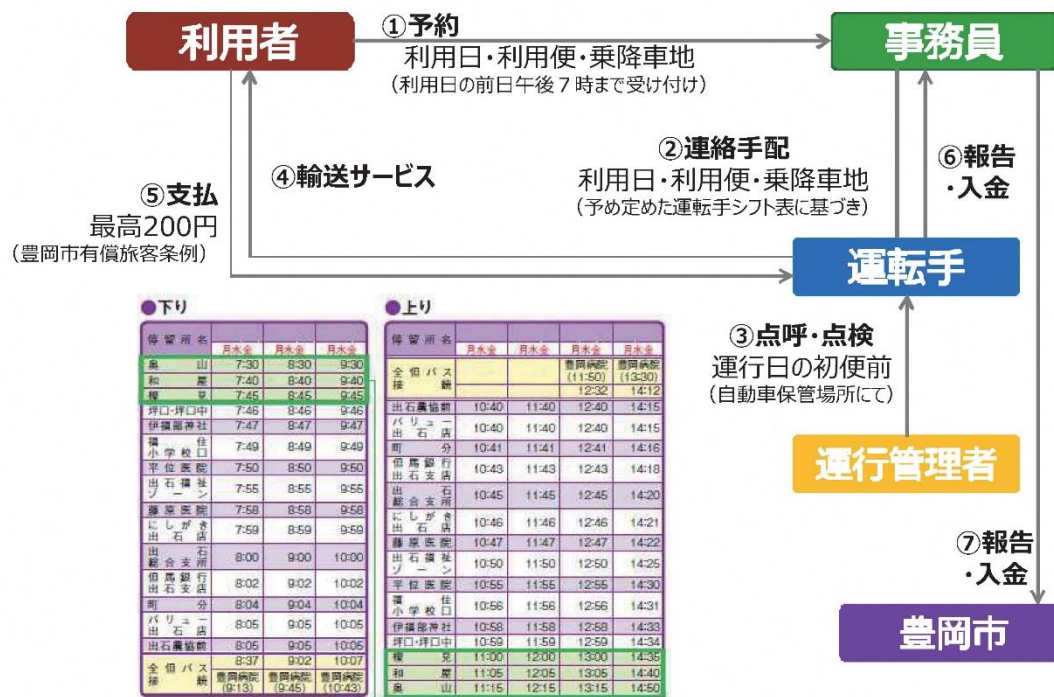 利用者
①予約
利用日・利用便・乗降車地
(利用日の前日午後7時まで受け付け)
事務員
②連絡手配
利用日・利用便・乗降車地
(予め定めた運転手シフト表に基づき)
⑥報告
・入金
④輸送サービス
⑤支払
最高200円
(豊岡市有償旅客条例)
運転手
③点呼・点検
運行日の初便前
(自動車保管場所にて)
運行管理者
⑦報告
・入金
豊岡市
●下り
停留所名 月水金 月水金 月水金
奥山 7:30 8:30 9:30
和屋 7:40 8:40 9:40
榎見 7:45 8:45 9:45
坪口・坪口中 7:46 8:46 9:46
伊福部神社 7:47 8:47 9:47
福住小学校口 7:49 8:49 9:49
平位医院 7:50 8:50 9:50
出石福祉ゾーン 7:55 8:55 9:55
藤原医院 7:58 8:58 9:58
にしがき出石店 7:59 8:59 9:59
出石総合支所 8:00 9:00 10:00
但馬銀行出石支店 8:02 9:02 10:02
町分 8:04 9:04 10:04
バリュー出石店 8:05 9:05 10:05
出石農協前 8:05 9:05 10:05
全但バス接続 8:37 9:02 10:07
豊岡病院(9:13) 豊岡病院(9:45) 豊岡病院(10:43)
●上り
停留所名 月水金 月水金 月水金 月水金
全但バス接続 豊岡病院(11:50) 豊岡病院(13:30)
12:32 14:12
出石農協前 10:40 11:40 12:40 14:15
バリュー出石店 10:40 11:40 12:40 14:15
町分 10:41 11:41 12:41 14:16
但馬銀行出石支店 10:43 11:43 12:43 14:18
出石総合支所 10:45 11:45 12:45 14:20
にしがき出石店 10:46 11:46 12:46 14:21
藤原医院 10:47 11:47 12:47 14:22
出石福祉ゾーン 10:50 11:50 12:50 14:25
平位医院 10:55 11:55 12:55 14:30
福住小学校口 10:56 11:56 12:56 14:31
伊福部神社 10:58 11:58 12:58 14:33
坪口・坪口中 10:59 11:59 12:59 14:34
榎見 11:00 12:00 13:00 14:35
和屋 11:05 12:05 13:05 14:40
奥山 11:15 12:15 13:15 14:50